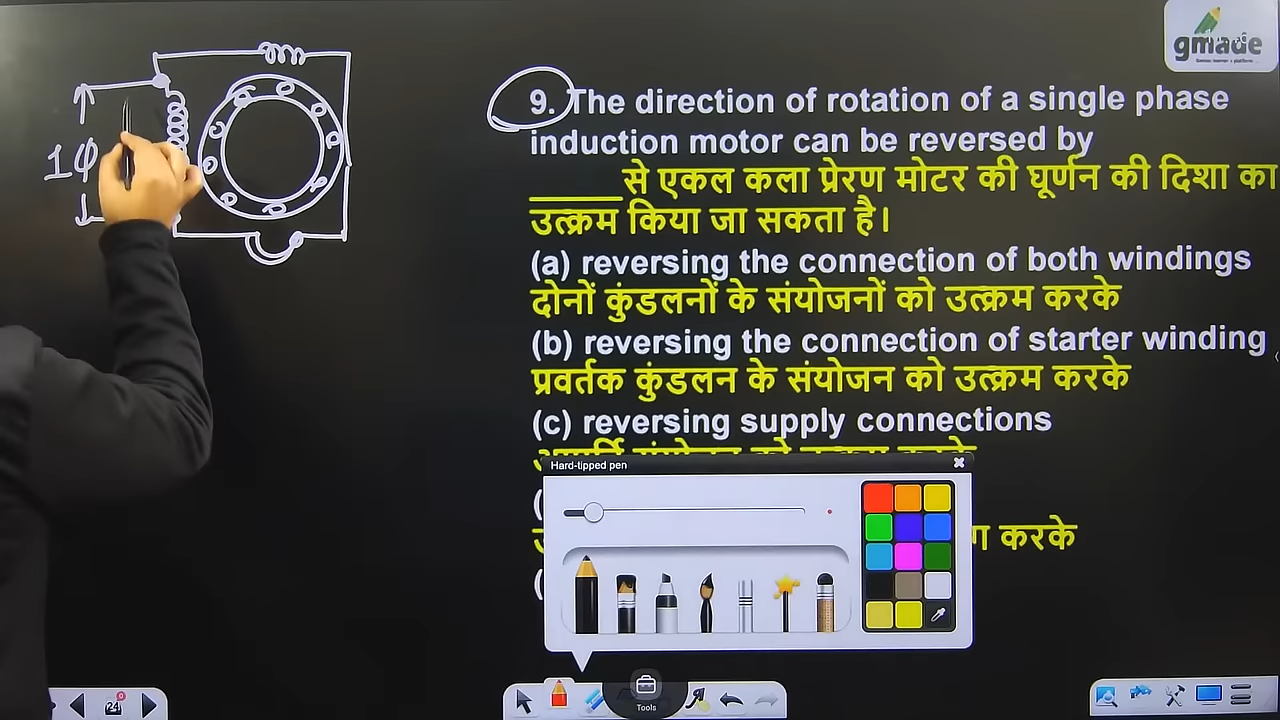 gmade
1φ
9. The direction of rotation of a single phase
induction motor can be reversed by
______से एकल कला प्रेरण मोटर की घूर्णन की दिशा का
उत्क्रम किया जा सकता है।
(a) reversing the connection of both windings
दोनों कुंडलनों के संयोजनों को उत्क्रम करके
(b) reversing the connection of starter winding
प्रवर्तक कुंडलन के संयोजन को उत्क्रम करके
(c) reversing supply connections
Hard-tipped pen
करके
24
Tools